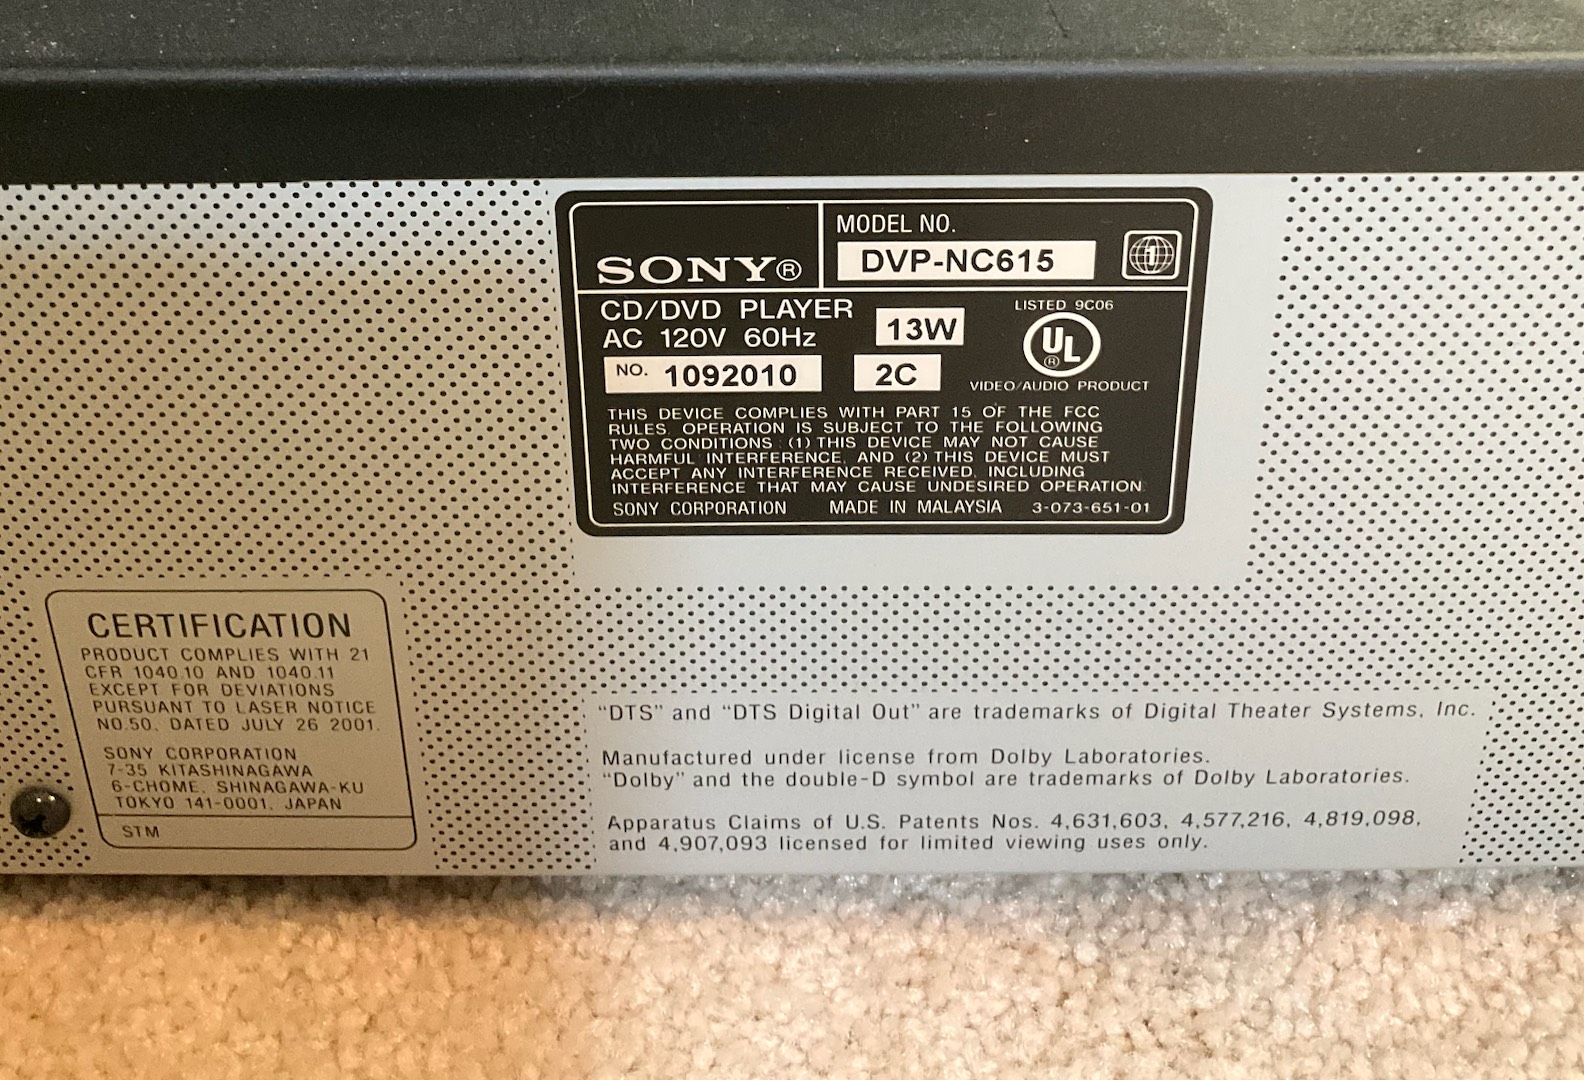 SONY®
MODEL NO.
DVP-NC615
1
CD/DVD PLAYER
AC 120V 60Hz
13W
NO. 1092010
2C
LISTED 9C06
UL®
VIDEO/AUDIO PRODUCT
THIS DEVICE COMPLIES WITH PART 15 OF THE FCC
RULES. OPERATION IS SUBJECT TO THE FOLLOWING
TWO CONDITIONS : (1) THIS DEVICE MAY NOT CAUSE
HARMFUL INTERFERENCE, AND (2) THIS DEVICE MUST
ACCEPT ANY INTERFERENCE RECEIVED, INCLUDING
INTERFERENCE THAT MAY CAUSE UNDESIRED OPERATION.
SONY CORPORATION MADE IN MALAYSIA 3-073-651-01
CERTIFICATION
PRODUCT COMPLIES WITH 21
CFR 1040.10 AND 1040.11
EXCEPT FOR DEVIATIONS
PURSUANT TO LASER NOTICE
NO.50, DATED JULY 26 2001.
SONY CORPORATION
7-35 KITASHINAGAWA
6-CHOME, SHINAGAWA-KU
TOKYO 141-0001, JAPAN
STM
"DTS" and "DTS Digital Out" are trademarks of Digital Theater Systems, Inc.
Manufactured under license from Dolby Laboratories.
"Dolby" and the double-D symbol are trademarks of Dolby Laboratories.
Apparatus Claims of U.S. Patents Nos. 4,631,603, 4,577,216, 4,819,098,
and 4,907,093 licensed for limited viewing uses only.